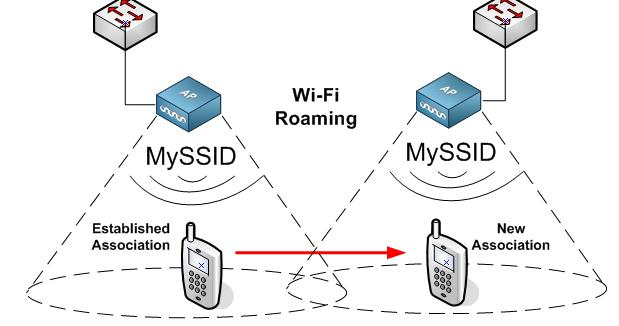 AP
AP
Wi-Fi
Roaming
MySSID
MySSID
Established
Association
New
Association